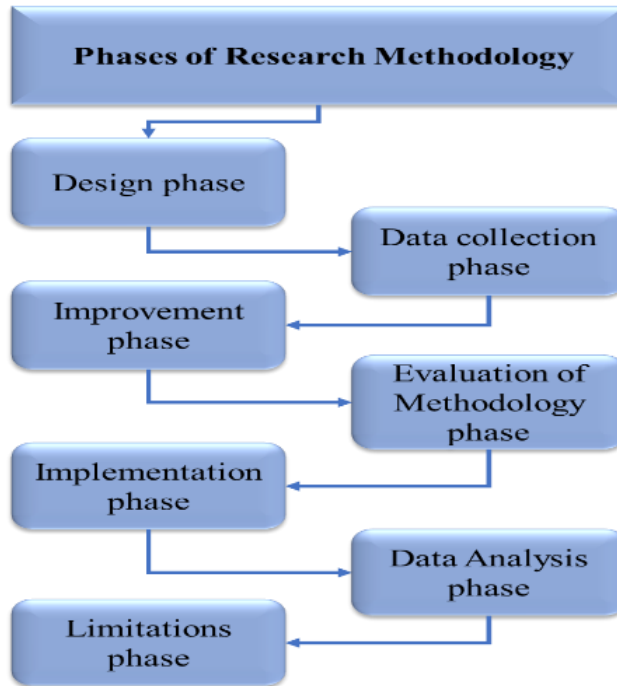 Phases of Research Methodology
Design phase
Data collection
phase
Improvement
phase
Evaluation of
Methodology
phase
Implementation
phase
Data Analysis
phase
Limitations
phase